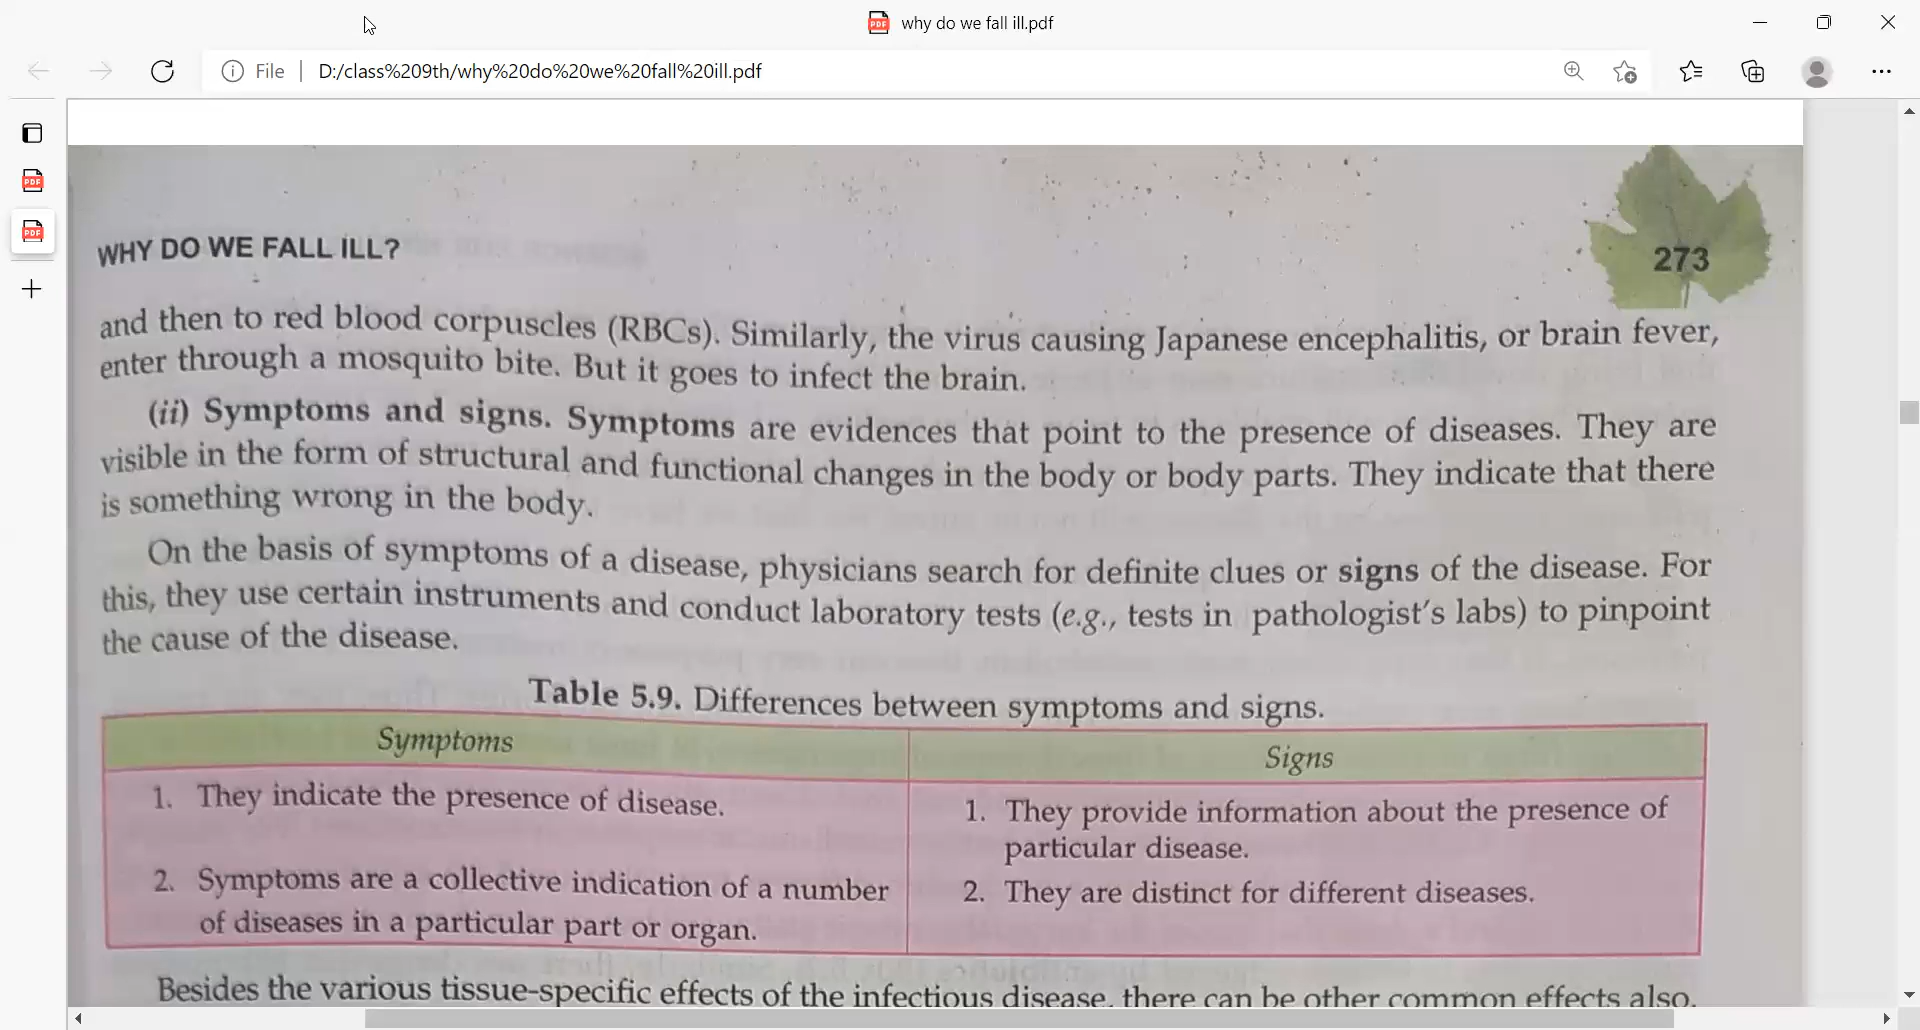 why do we fall ill.pdf
File
D:/class%209th/why%20do%20we%20fall%20ill.pdf
WHY DO WE FALL ILL?
273
and then to red blood corpuscles (RBCs). Similarly, the virus causing Japanese encephalitis, or brain fever,
enter through a mosquito bite. But it goes to infect the brain.
(ii) Symptoms and signs. Symptoms are evidences that point to the presence of diseases. They are
visible in the form of structural and functional changes in the body or body parts. They indicate that there
is something wrong in the body.
On the basis of symptoms of a disease, physicians search for definite clues or signs of the disease. For
this, they use certain instruments and conduct laboratory tests (e.g., tests in pathologist's labs) to pinpoint
the cause of the disease.
Table 5.9. Differences between symptoms and signs.
Symptoms
1. They indicate the presence of disease.
2. Symptoms are a collective indication of a number
of diseases in a particular part or organ.
Signs
1. They provide information about the presence of
particular disease.
2. They are distinct for different diseases.
Besides the various tissue-specific effects of the infectious disease, there can be other common effects also.